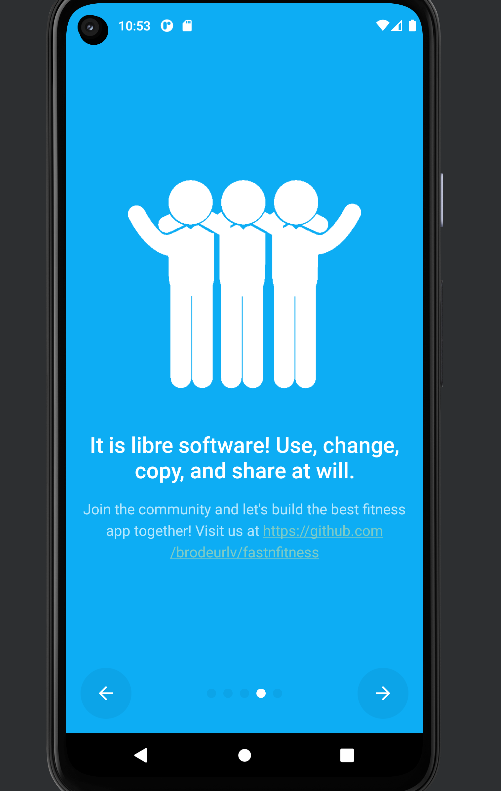 10:53
It is libre software! Use, change,
copy, and share at will.
Join the community and let's build the best fitness
app together! Visit us at https://github.com
/brodeurlv/fastnfitness